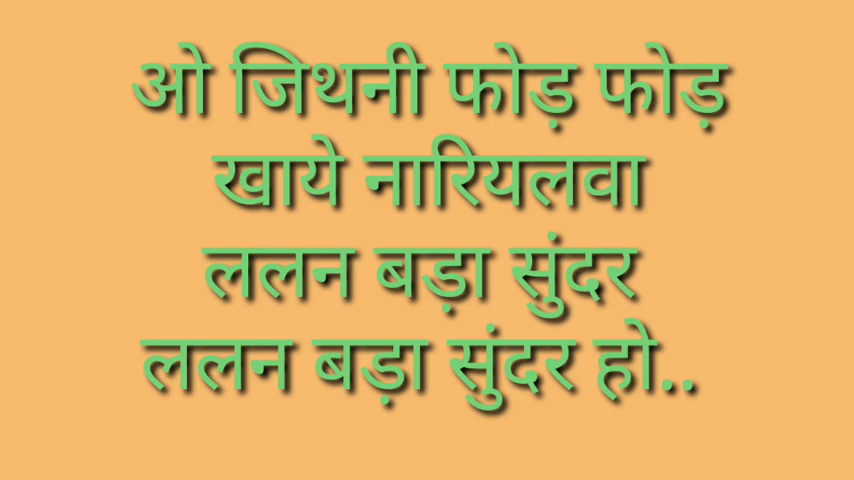 ओ जिथनी फोड़ फोड़
खाये नारियलवा
ललन बड़ा सुंदर
ललन बड़ा सुंदर हो..